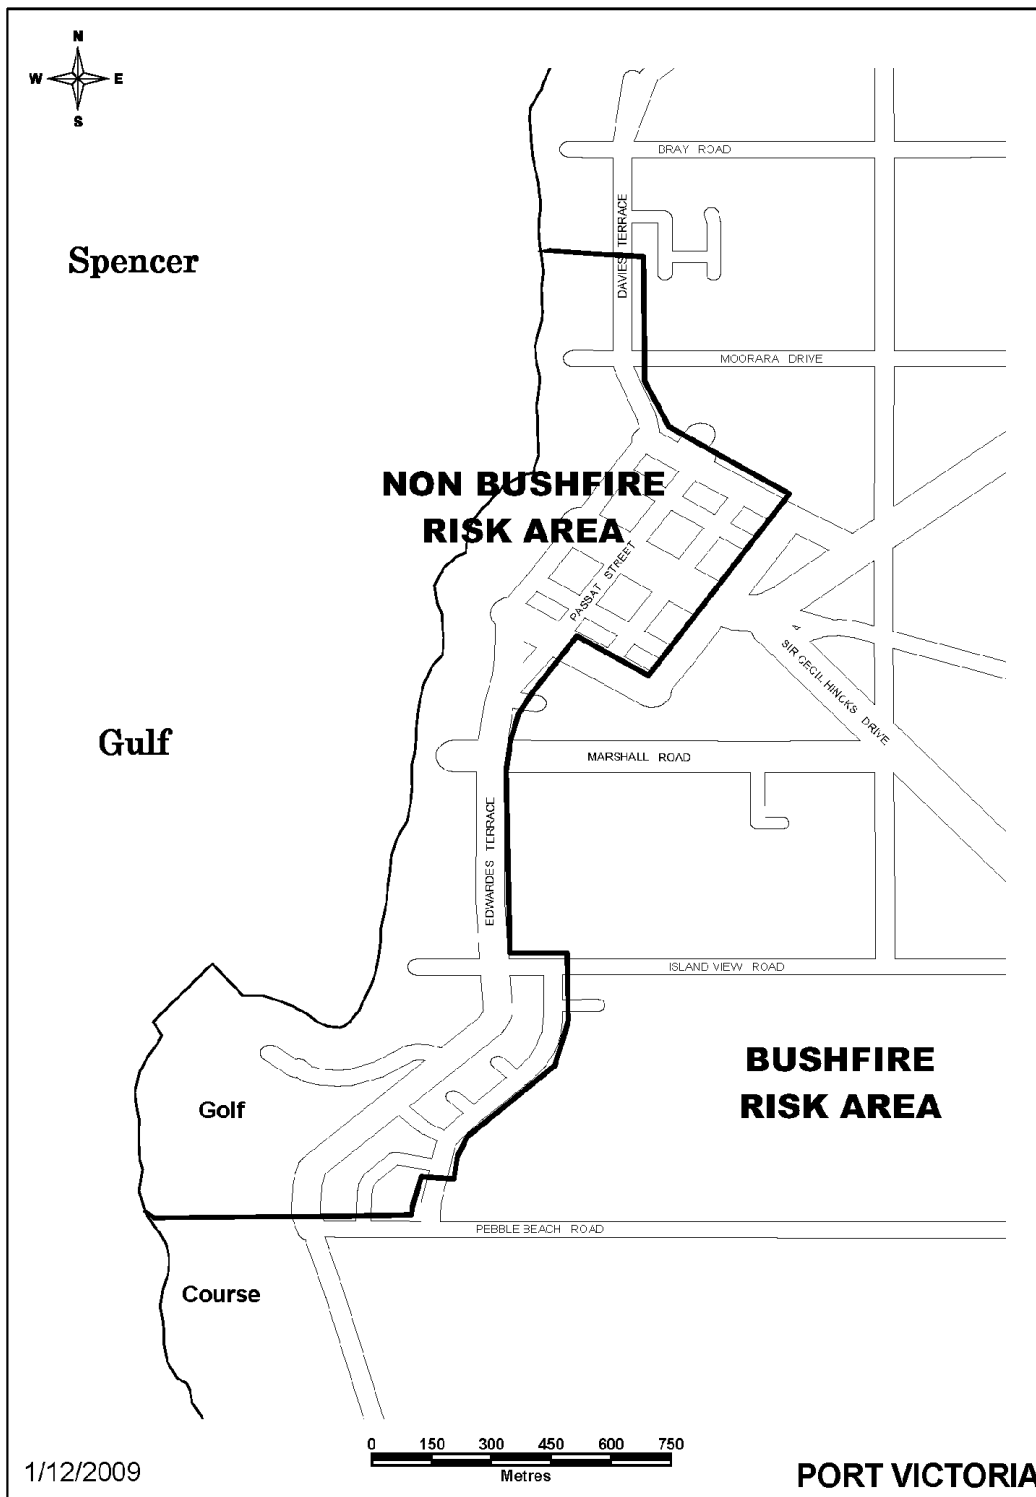 N
W E
S
BRAY ROAD
DAVIES TERRACE
Spencer
MOORARA DRIVE
NON BUSHFIRE
RISK AREA
PASSAT STREET
SIR CECIL HINCKS DRIVE
Gulf
MARSHALL ROAD
EDWARDES TERRACE
ISLAND VIEW ROAD
BUSHFIRE
RISK AREA
Golf
PEBBLE BEACH ROAD
Course
0 150 300 450 600 750
Metres
1/12/2009
PORT VICTORIA